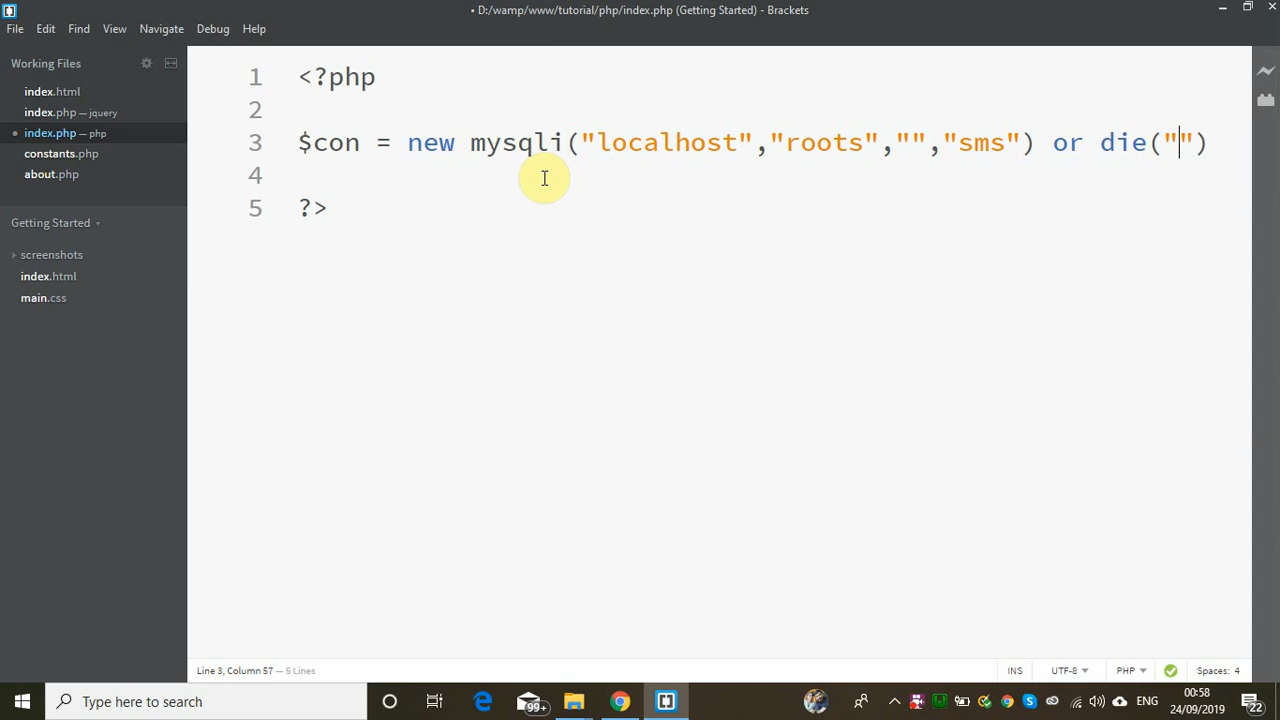 • D:/wamp/www/tutorial/php/index.php (Getting Started) - Brackets
File Edit Find View Navigate Debug Help
Working Files
index.html
index.php — jquery
• index.php — php
constants.php
about.php
Getting Started
screenshots
index.html
main.css
1 <?php
2
3 $con = new mysqli("localhost","roots","","sms") or die("")
4
5 ?>
Line 3, Column 57 — 5 Lines
INS UTF-8 PHP Spaces: 4
Type here to search
99+
ENG
00:58
24/09/2019
22